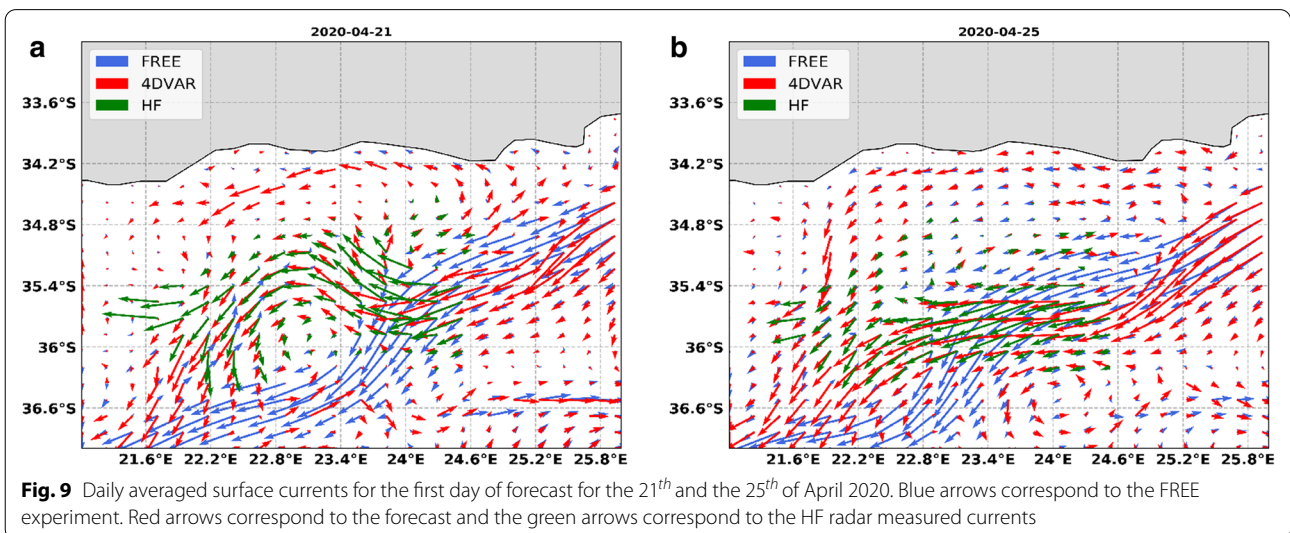 a
2020-04-21
FREE
4DVAR
HF
33.6°S
34.2°S
34.8°S
35.4°S
36°S
36.6°S
21.6°E 22.2°E 22.8°E 23.4°E 24°E 24.6°E 25.2°E 25.8°E
b
2020-04-25
FREE
4DVAR
HF
33.6°S
34.2°S
34.8°S
35.4°S
36°S
36.6°S
21.6°E 22.2°E 22.8°E 23.4°E 24°E 24.6°E 25.2°E 25.8°E
Fig. 9 Daily averaged surface currents for the first day of forecast for the 21th and the 25th of April 2020. Blue arrows correspond to the FREE
experiment. Red arrows correspond to the forecast and the green arrows correspond to the HF radar measured currents